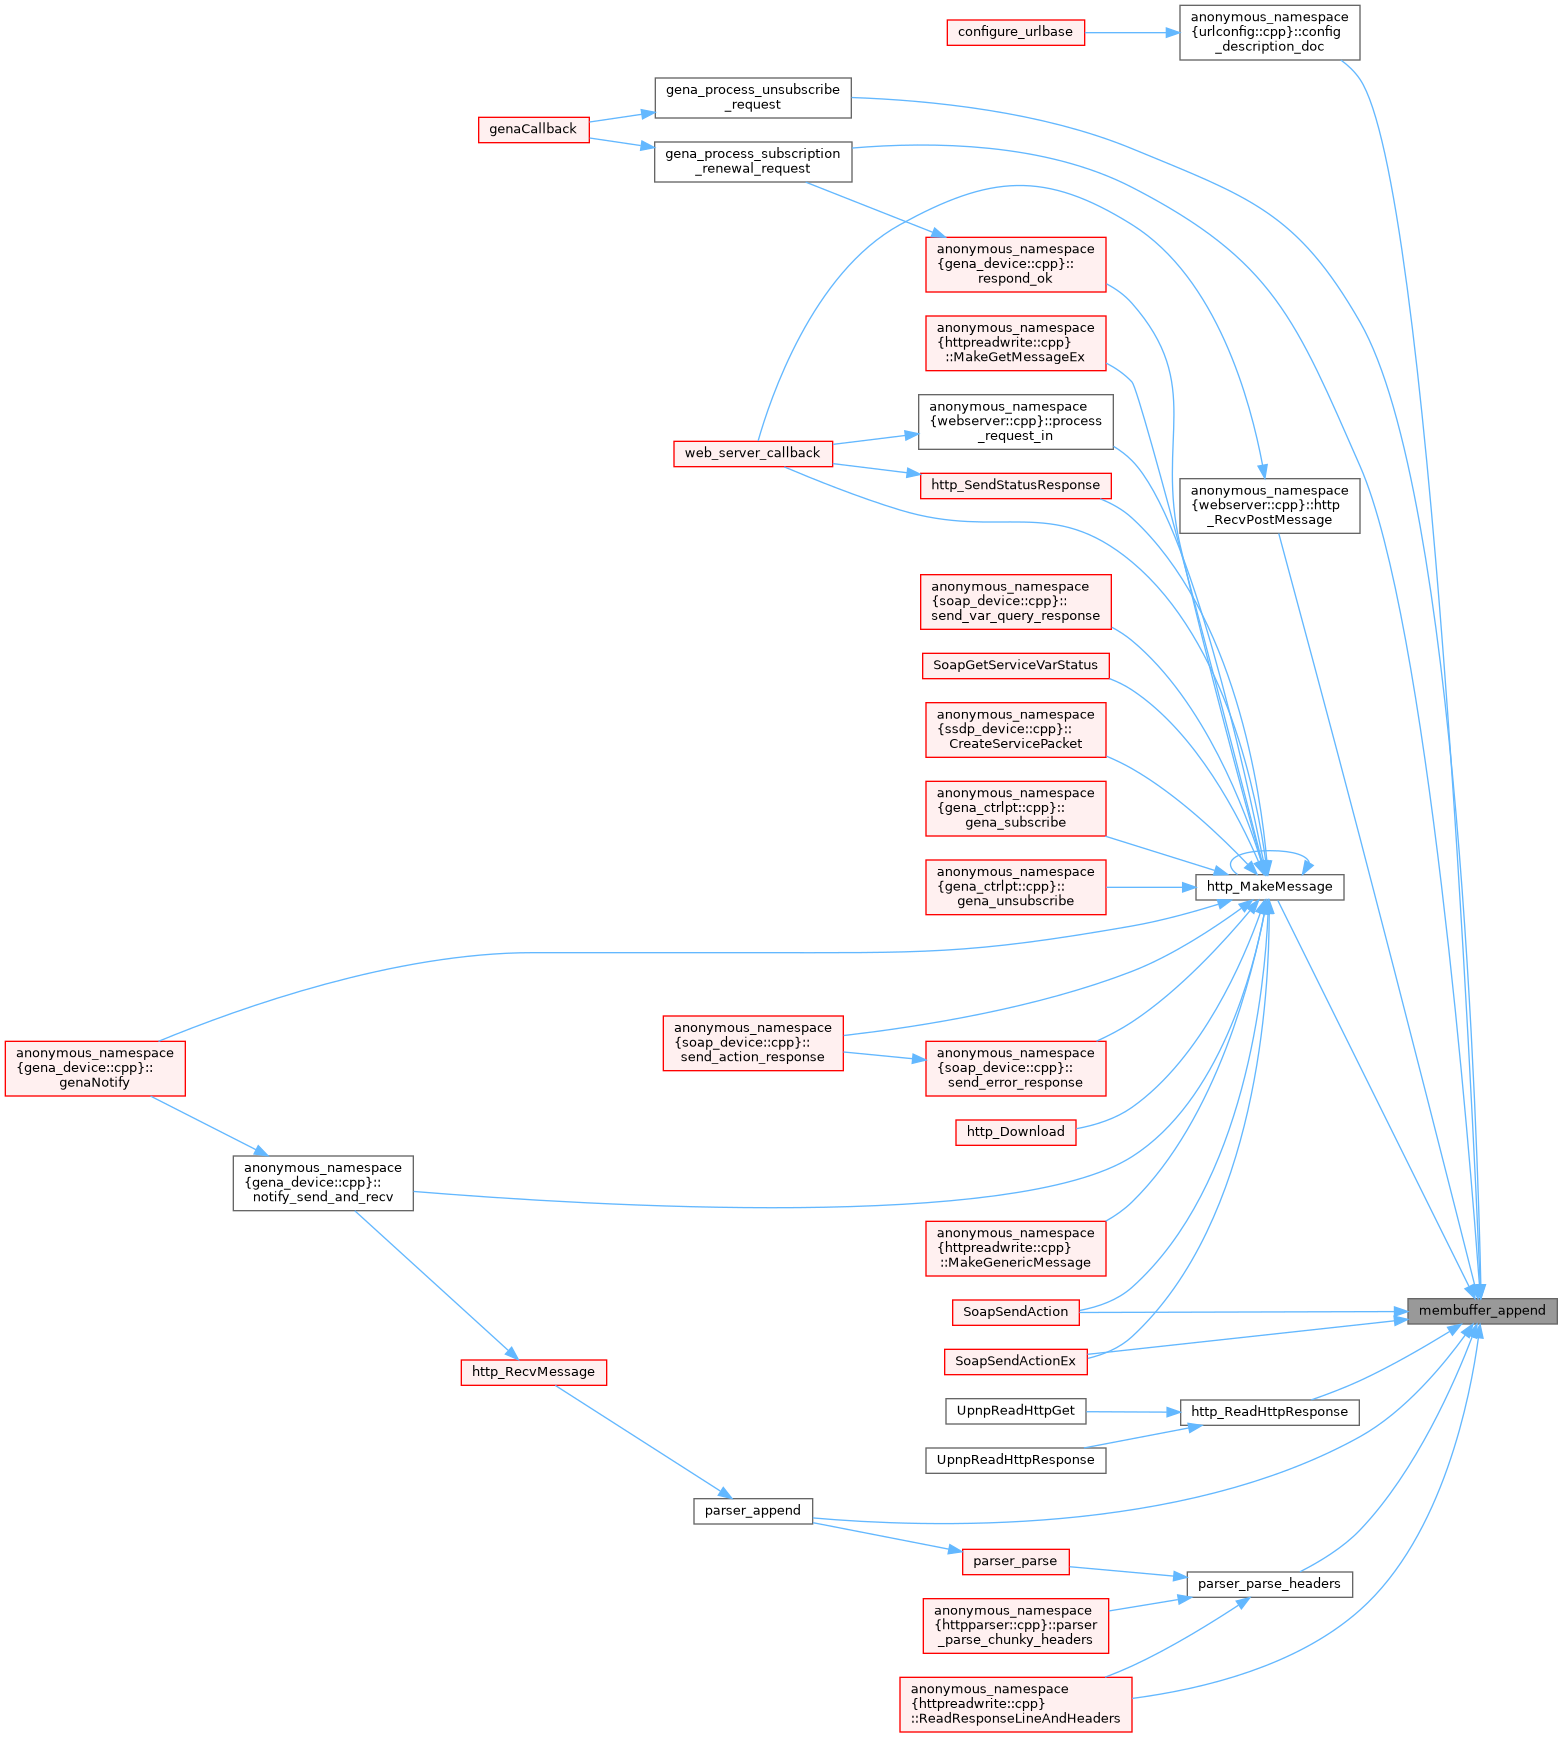 anonymous_namespace
{urlconfig::cpp}::config
_description_doc
configure_urlbase
gena_process_unsubscribe
_request
genaCallback
gena_process_subscription
_renewal_request
anonymous_namespace
{gena_device::cpp}::
respond_ok
anonymous_namespace
{httpreadwrite::cpp}
::MakeGetMessageEx
anonymous_namespace
{webserver::cpp}::process
_request_in
web_server_callback
http_SendStatusResponse
anonymous_namespace
{webserver::cpp}::http
_RecvPostMessage
anonymous_namespace
{soap_device::cpp}::
send_var_query_response
SoapGetServiceVarStatus
anonymous_namespace
{ssdp_device::cpp}::
CreateServicePacket
anonymous_namespace
{gena_ctrlpt::cpp}::
gena_subscribe
anonymous_namespace
{gena_ctrlpt::cpp}::
gena_unsubscribe
http_MakeMessage
anonymous_namespace
{soap_device::cpp}::
send_action_response
anonymous_namespace
{gena_device::cpp}::
genaNotify
anonymous_namespace
{soap_device::cpp}::
send_error_response
http_Download
anonymous_namespace
{gena_device::cpp}::
notify_send_and_recv
anonymous_namespace
{httpreadwrite::cpp}
::MakeGenericMessage
SoapSendAction
membuffer_append
SoapSendActionEx
http_RecvMessage
UpnpReadHttpGet
http_ReadHttpResponse
UpnpReadHttpResponse
parser_append
parser_parse
parser_parse_headers
anonymous_namespace
{httpparser::cpp}::parser
_parse_chunky_headers
anonymous_namespace
{httpreadwrite::cpp}
::ReadResponseLineAndHeaders